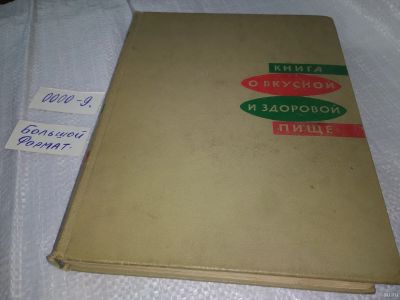 КНИГА
О ВКУСНОЙ
И ЗДОРОВОЙ
ПИЩЕ
0000-9.
БОЛЬШОЙ
ФОРМАТ.